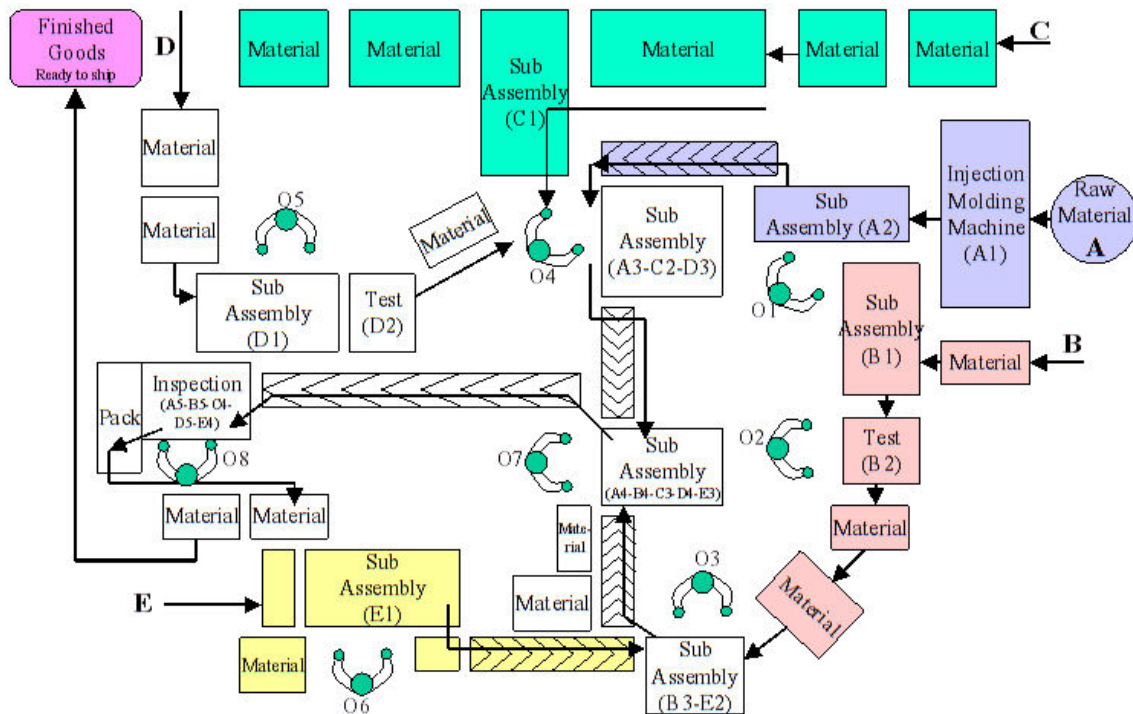 Finished
Goods
Ready to ship
D
Material
Material
Sub
Assembly
(C1)
Material
Material
Material
C
Material
Material
O5
Material
O4
Sub
Assembly
(A3-C2-D3)
Sub
Assembly (A2)
Injection
Molding
Machine
(A1)
Raw
Material
A
Sub
Assembly
(D1)
Test
(D2)
O1
Sub
Assembly
(B1)
Material
B
Pack
Inspection
(A5-B5-C4-
D5-E4)
O8
O7
Sub
Assembly
(A4-B4-C3-D4-E3)
O2
Test
(B2)
Material
Material
Mate-
rial
Material
Material
E
Sub
Assembly
(E1)
Material
O3
Material
Material
O6
Sub
Assembly
(B3-E2)